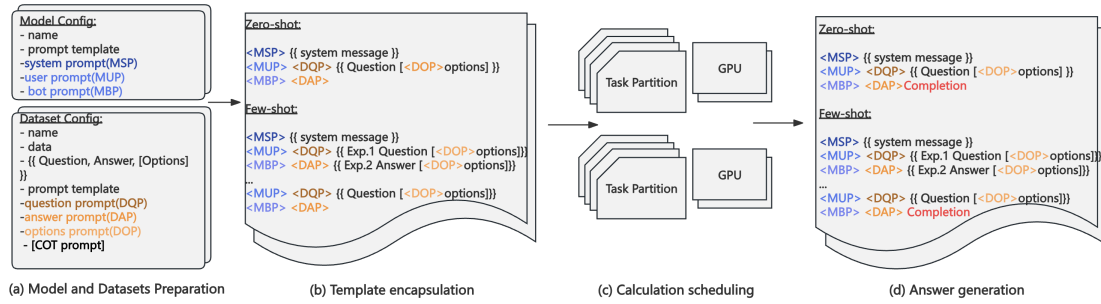 Model Config:
- name
- prompt template
-system prompt(MSP)
-user prompt(MUP)
- bot prompt(MBP)
Dataset Config:
- name
- data
- {{ Question, Answer, [Options]
}}
- prompt template
-question prompt(DQP)
-answer prompt(DAP)
-options prompt(DOP)
- [COT prompt]
(a) Model and Datasets Preparation
Zero-shot:
<MSP> {{ system message }}
<MUP> <DQP> {{ Question [<DOP>options] }}
<MBP> <DAP>
Few-shot:
<MSP> {{ system message }}
<MUP> <DQP> {{ Exp.1 Question [<DOP>options]}}
<MBP> <DAP> {{ Exp.2 Answer [<DOP>options]}}
...
<MUP> <DQP> {{ Question [<DOP>options]}}
<MBP> <DAP>
(b) Template encapsulation
Task Partition
GPU
Task Partition
GPU
(c) Calculation scheduling
Zero-shot:
<MSP> {{ system message }}
<MUP> <DQP> {{ Question [<DOP>options] }}
<MBP> <DAP>Completion
Few-shot:
<MSP> {{ system message }}
<MUP> <DQP> {{ Exp.1 Question [<DOP>options]}}
<MBP> <DAP> {{ Exp.2 Answer [<DOP>options]}}
...
<MUP> <DQP> {{ Question [<DOP>options]}}
<MBP> <DAP> Completion
(d) Answer generation